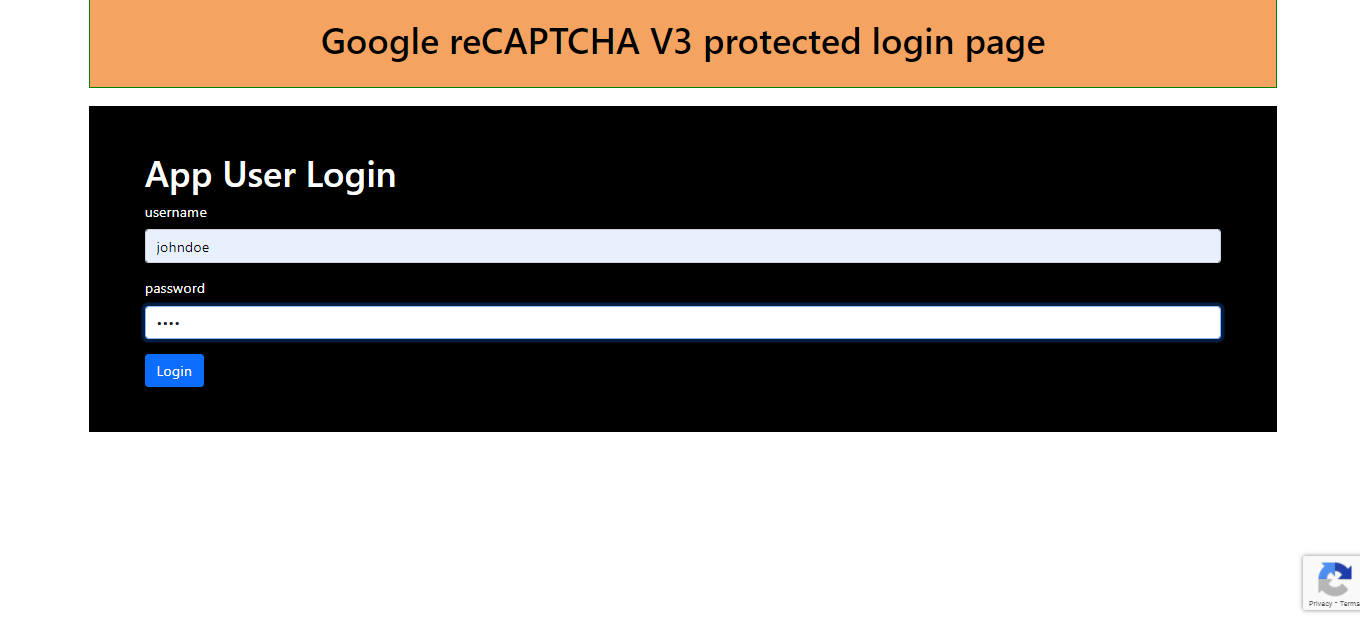 Google reCAPTCHA V3 protected login page
App User Login
username
johndoe
password
••••
Login
Privacy - Terms